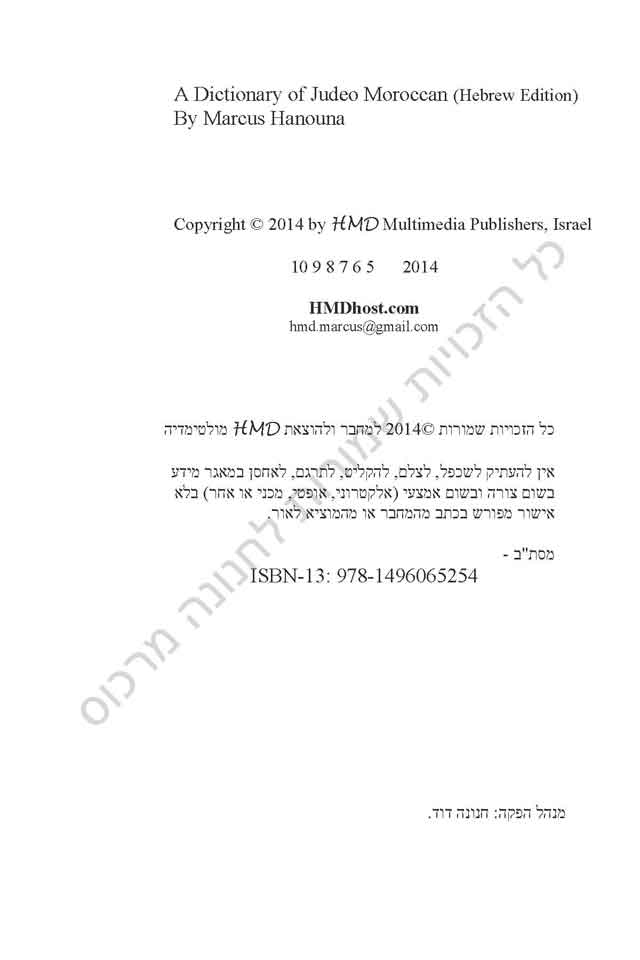 A Dictionary of Judeo Moroccan (Hebrew Edition)
By Marcus Hanouna
Copyright © 2014 by HMD Multimedia Publishers, Israel
10 9 8 7 6 5 2014
HMDhost.com
hmd.marcus@gmail.com
כל הזכויות שמורות ©2014 למחבר ולהוצאת HMD מולטימדיה
אין להעתיק לשכפל, לצלם, להקליט, לתרגם, לאחסן במאגר מידע
בשום צורה ובשום אמצעי (אלקטרוני, אופטי, מכני או אחר) בלא
אישור מפורש בכתב מהמחבר או מהמוציא לאור.
מסת"ב -
ISBN-13: 978-1496065254
מנהל הפקה: חנונה דוד.
כל הזכויות שמורות לחנונה מרכוס